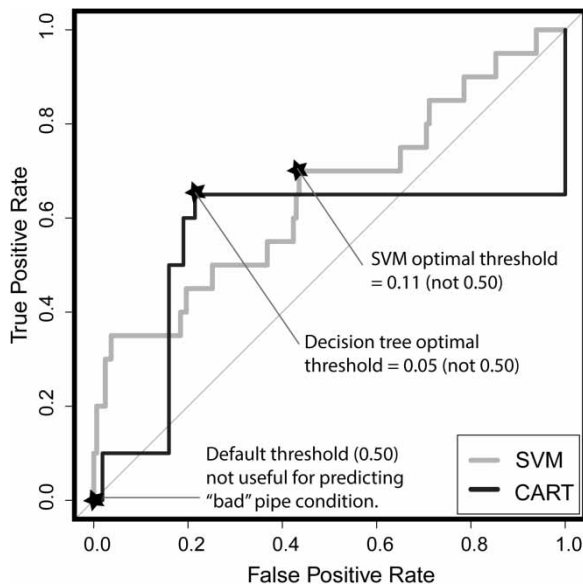 True Positive Rate
1.0
0.8
0.6
0.4
0.2
0.0
SVM optimal threshold
= 0.11 (not 0.50)
Decision tree optimal
threshold = 0.05 (not 0.50)
Default threshold (0.50)
not useful for predicting
“bad” pipe condition.
SVM
CART
0.0 0.2 0.4 0.6 0.8 1.0
False Positive Rate